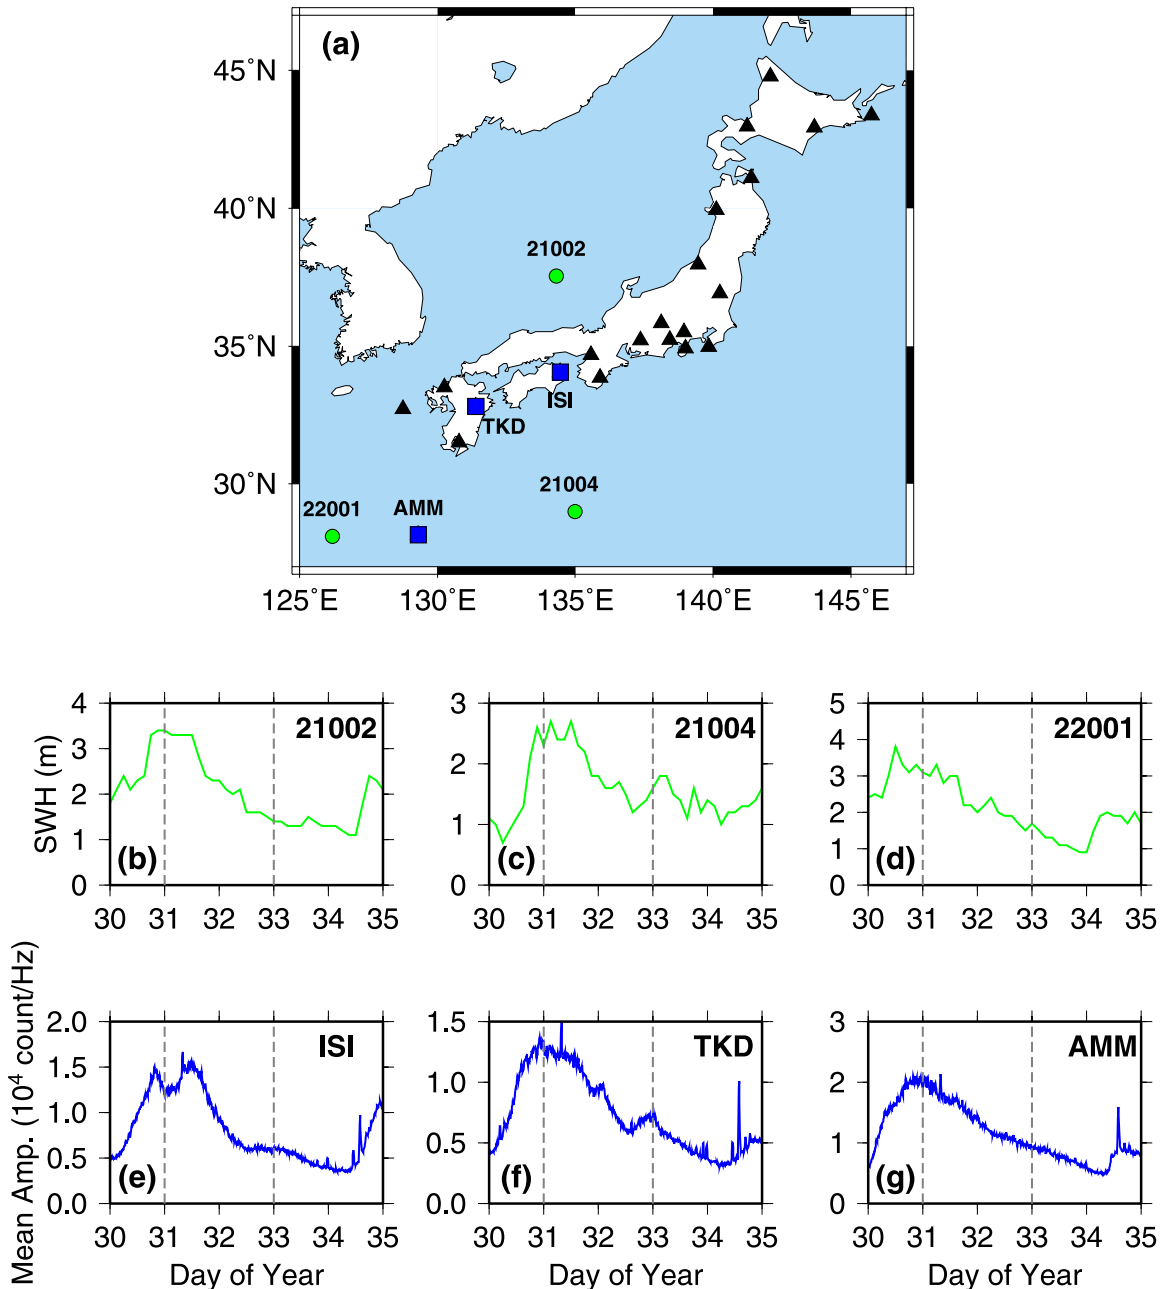 (a)
45°N
40°N
35°N
30°N
21002
ISI
TKD
21004
22001
AMM
125°E 130°E 135°E 140°E 145°E
4 3 5
21002 21004 22001
SWH (m)
3 2 4
2 1 3
1 0 2
0 1
0
(b) (c) (d)
30 31 32 33 34 35 30 31 32 33 34 35 30 31 32 33 34 35
Mean Amp. (10⁴ count/Hz)
2.0 1.5 3
ISI TKD AMM
1.5 1.0 2
1.0 0.5 1
0.5 0.0 0
0.0
(e) (f) (g)
30 31 32 33 34 35 30 31 32 33 34 35 30 31 32 33 34 35
Day of Year Day of Year Day of Year